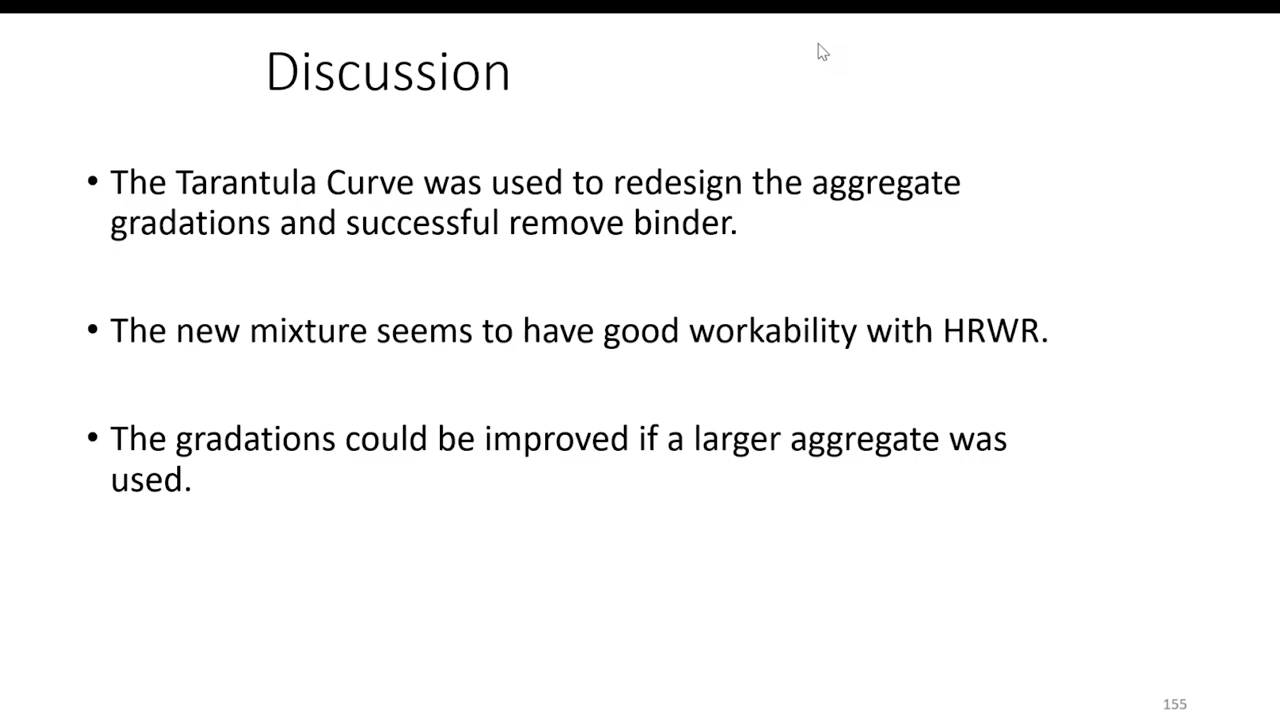 Discussion
• The Tarantula Curve was used to redesign the aggregate
gradations and successful remove binder.
• The new mixture seems to have good workability with HRWR.
• The gradations could be improved if a larger aggregate was
used.
155